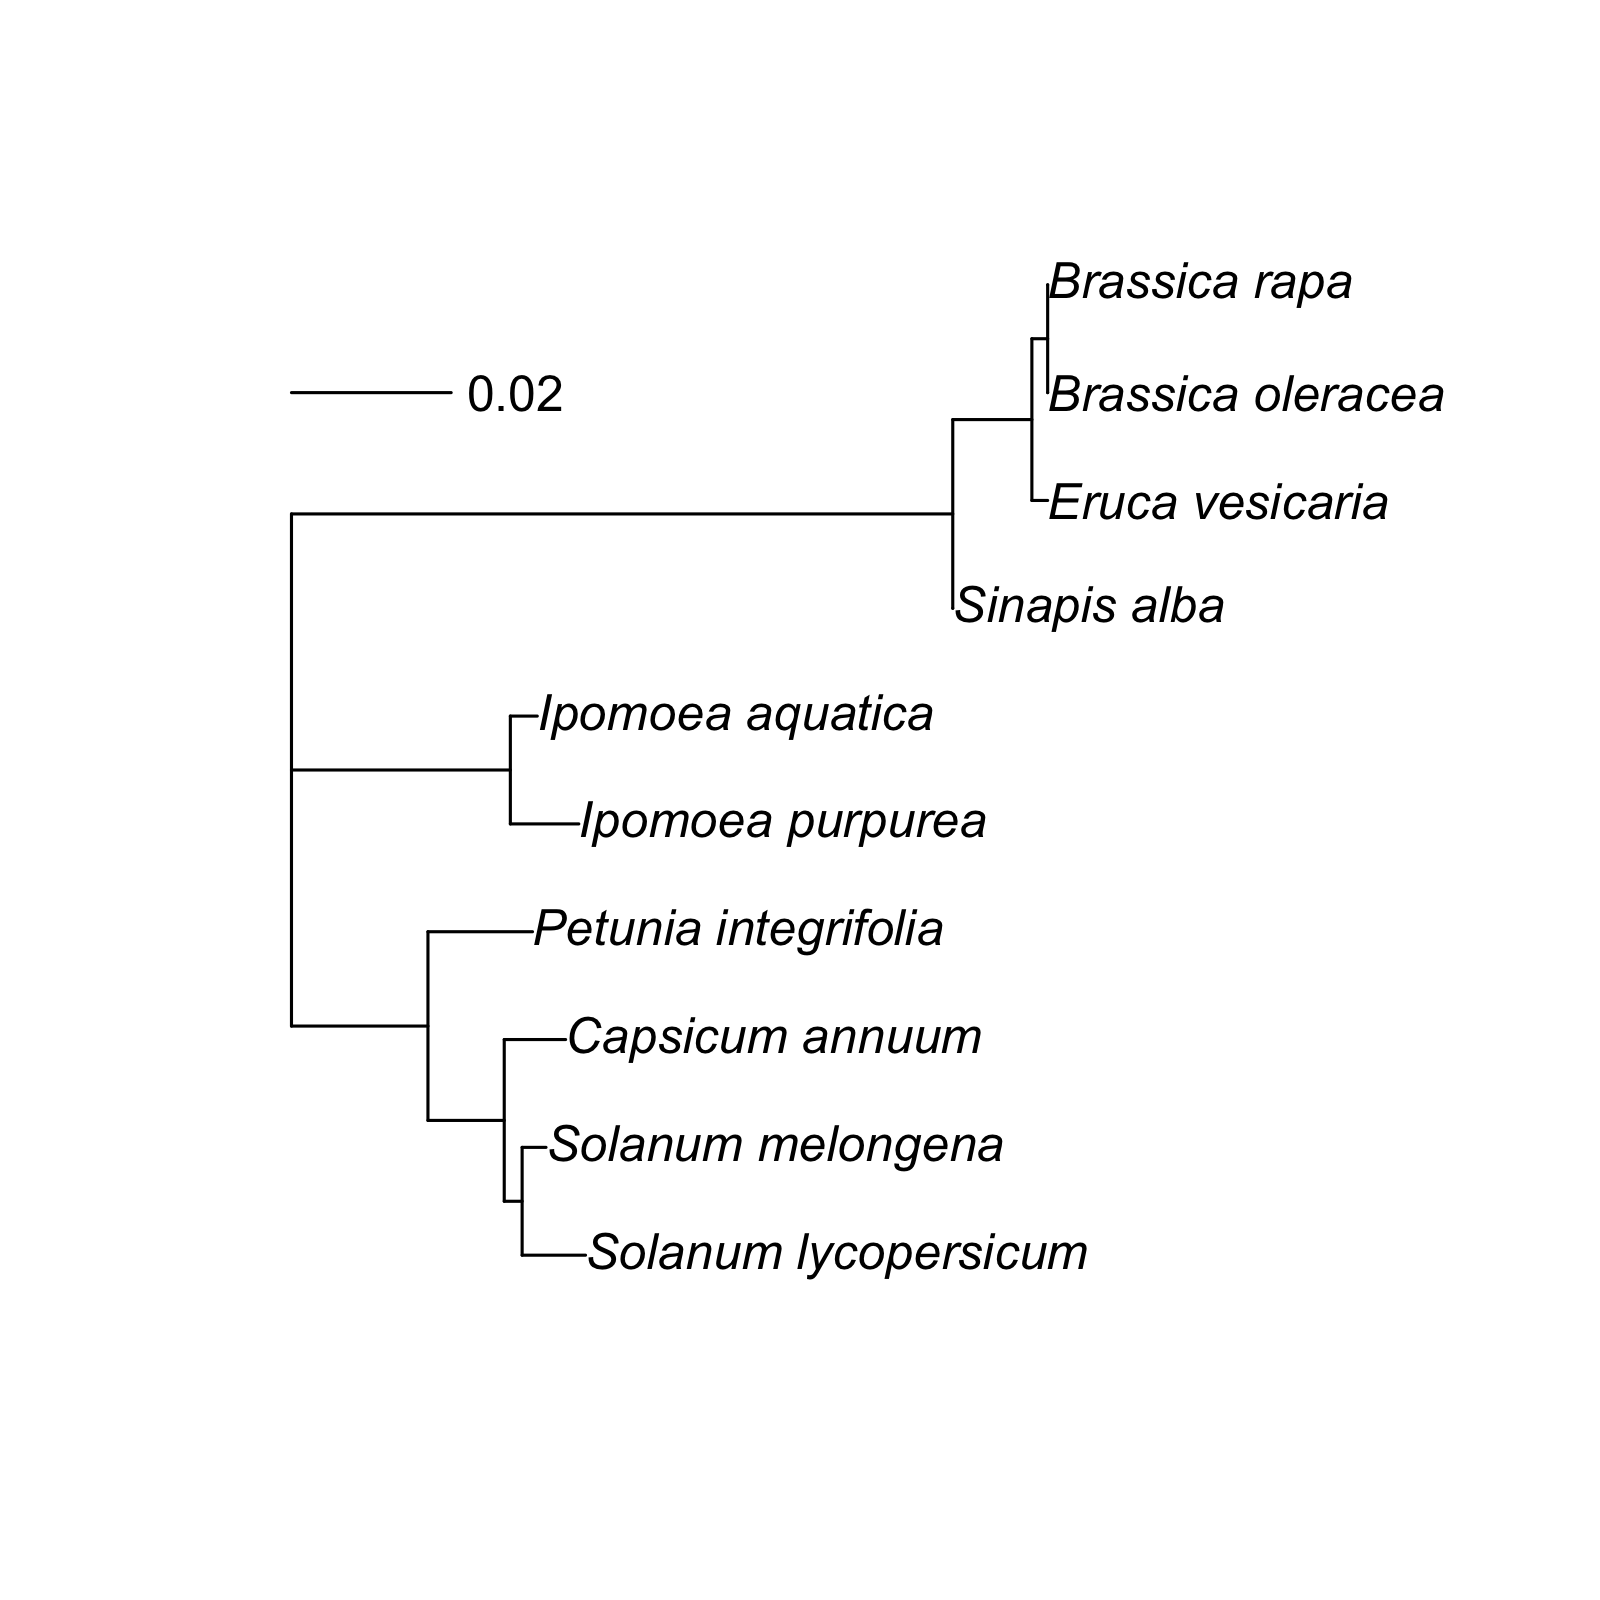 Brassica rapa
0.02
Brassica oleracea
Eruca vesicaria
Sinapis alba
Ipomoea aquatica
Ipomoea purpurea
Petunia integrifolia
Capsicum annuum
Solanum melongena
Solanum lycopersicum